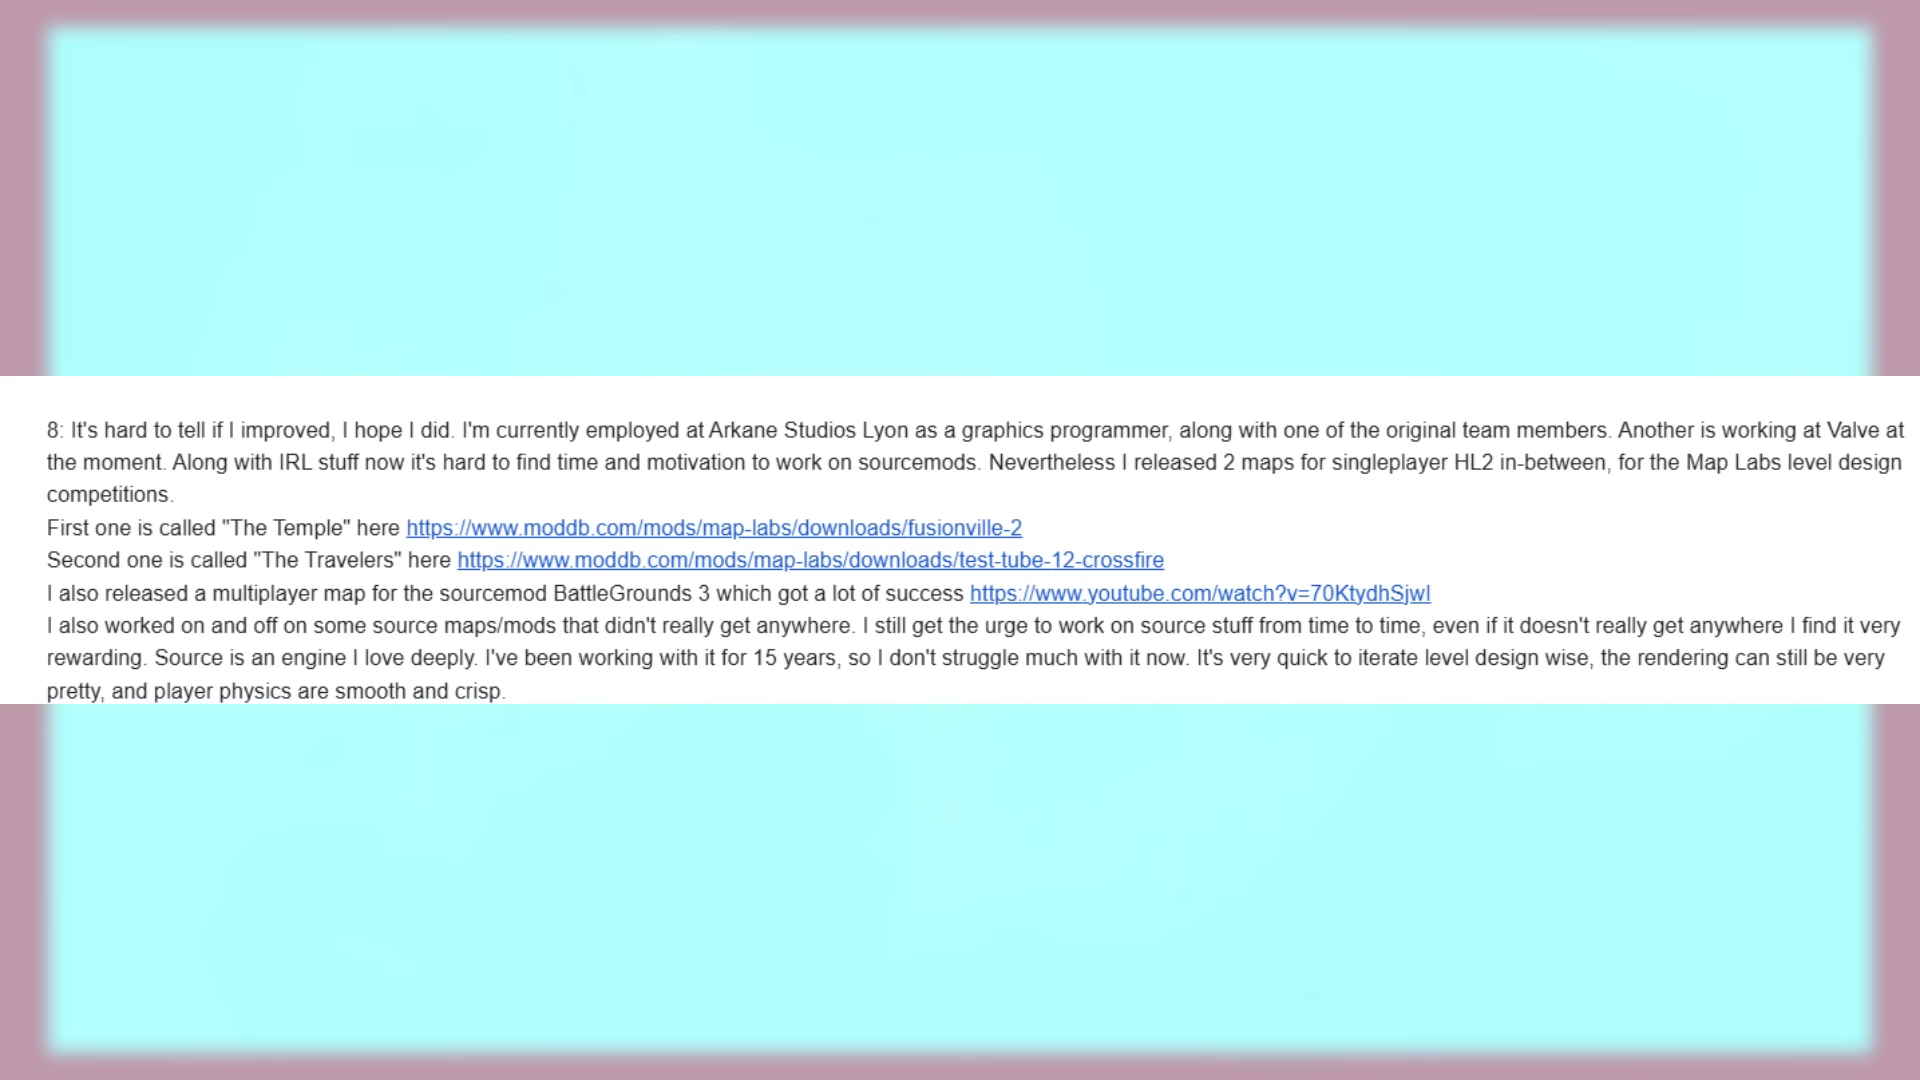 8: It's hard to tell if I improved, I hope I did. I'm currently employed at Arkane Studios Lyon as a graphics programmer, along with one of the original team members. Another is working at Valve at
the moment. Along with IRL stuff now it's hard to find time and motivation to work on sourcemods. Nevertheless I released 2 maps for singleplayer HL2 in-between, for the Map Labs level design
competitions.
First one is called "The Temple" here https://www.moddb.com/mods/map-labs/downloads/fusionville-2
Second one is called "The Travelers" here https://www.moddb.com/mods/map-labs/downloads/test-tube-12-crossfire
I also released a multiplayer map for the sourcemod BattleGrounds 3 which got a lot of success https://www.youtube.com/watch?v=70KtydhSjwI
I also worked on and off on some source maps/mods that didn't really get anywhere. I still get the urge to work on source stuff from time to time, even if it doesn't really get anywhere I find it very
rewarding. Source is an engine I love deeply. I've been working with it for 15 years, so I don't struggle much with it now. It's very quick to iterate level design wise, the rendering can still be very
pretty, and player physics are smooth and crisp.